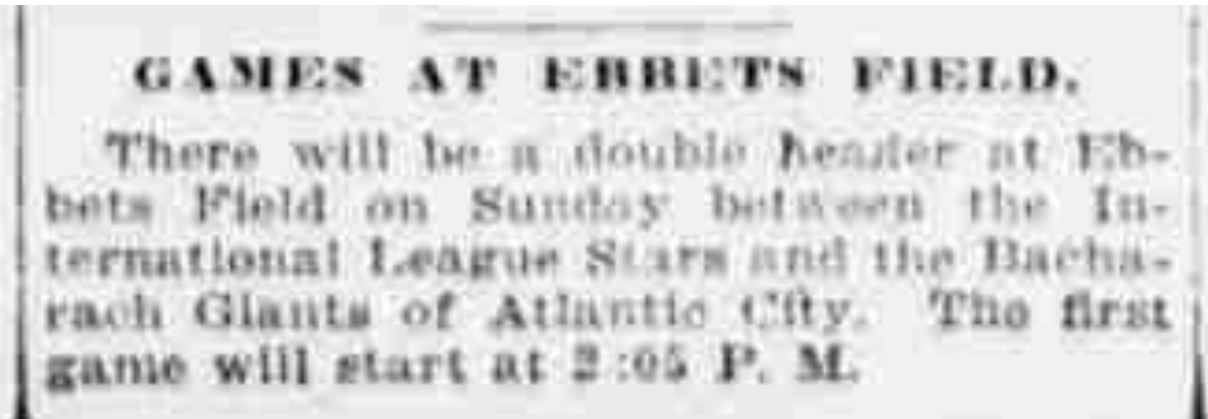 GAMES AT EBBETS FIELD.
There will be a double header at Eb-
bets Field on Sunday between the In-
ternational League Stars and the Bacha-
rach Giants of Atlantic City. The first
game will start at 2:05 P. M.